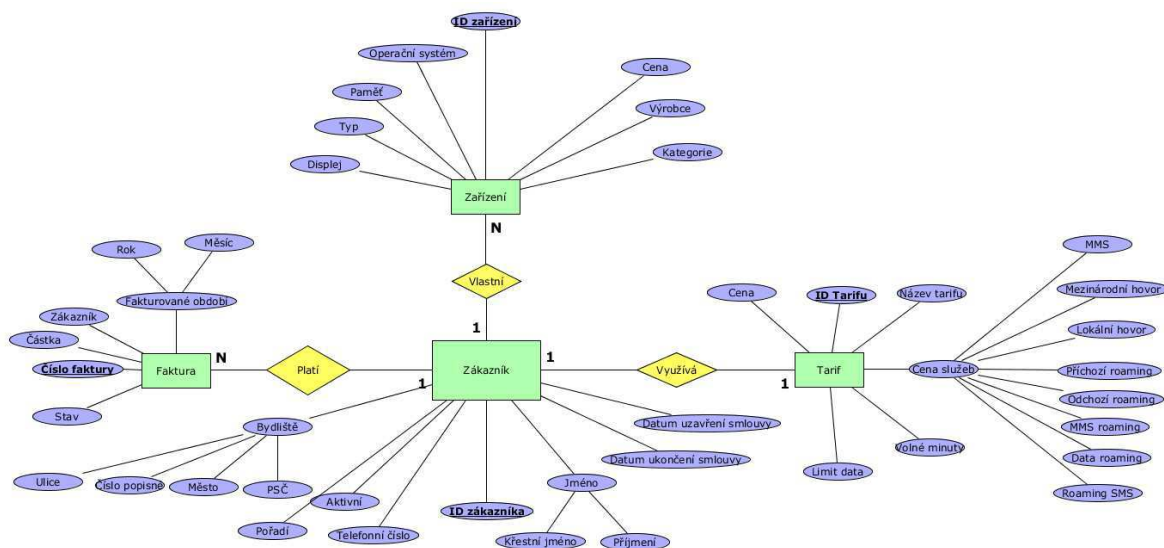 ID zařízení
Operační systém
Cena
Paměť
Výrobce
Typ
Kategorie
Displej
Zařízení
N
Vlastní
1
Rok
Měsíc
Fakturované období
Zákazník
Částka
Číslo faktury
Stav
Faktura
N
Platí
1
Zákazník
1
Využívá
1
Tarif
Cena
ID Tarifu
Název tarifu
Cena služeb
MMS
Mezinárodní hovor
Lokální hovor
Příchozí roaming
Odchozí roaming
MMS roaming
Data roaming
Roaming SMS
Volné minuty
Limit data
Bydliště
Ulice
Číslo popisné
Město
PSČ
Pořadí
Aktivní
Telefonní číslo
ID zákazníka
Jméno
Křestní jméno
Příjmení
Datum uzavření smlouvy
Datum ukončení smlouvy